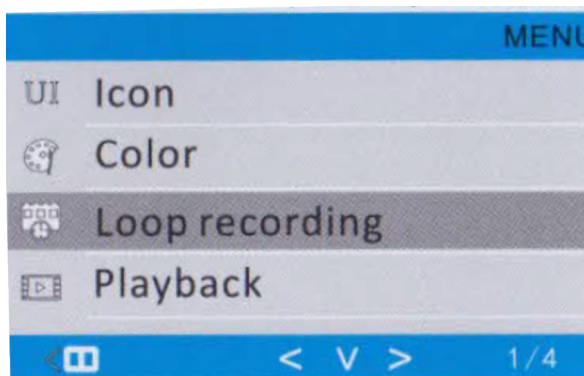 MENU
UI Icon
Color
Loop recording
Playback
< V > 1/4